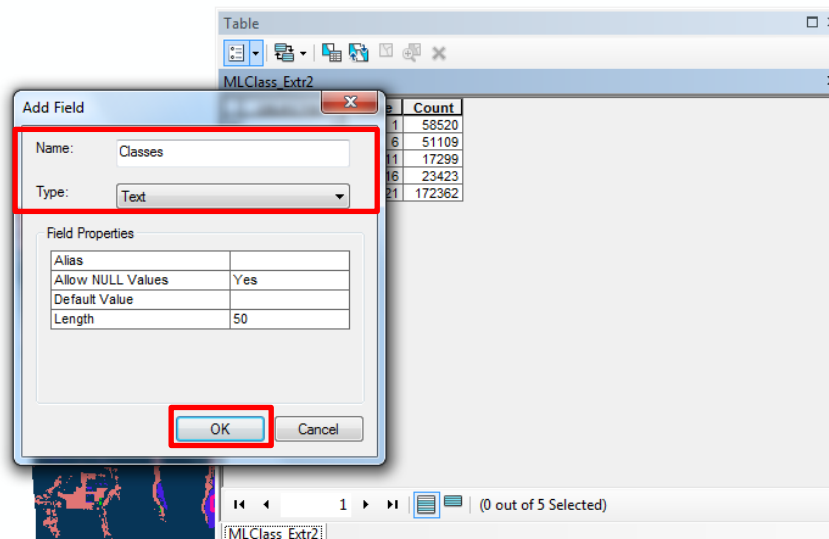 Table
MLClass_Extr2
Add Field
Count
1 58520
6 51109
11 17299
16 23423
21 172362
Name: Classes
Type: Text
Field Properties
Alias
Allow NULL Values Yes
Default Value
Length 50
OK Cancel
1 (0 out of 5 Selected)
MLClass_Extr2